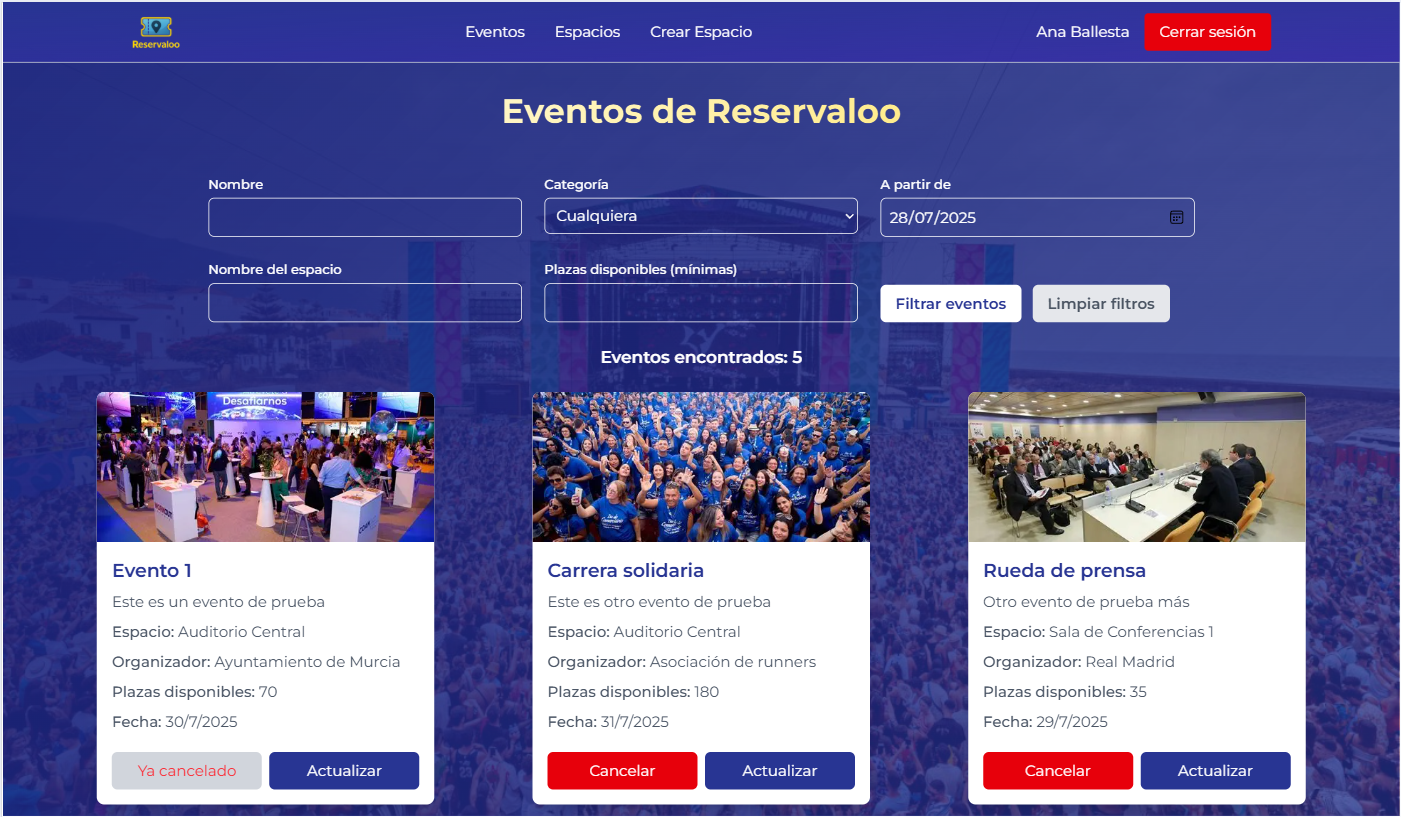 Reservaloo
Eventos Espacios Crear Espacio
Ana Ballesta Cerrar sesión
Eventos de Reservaloo
Nombre Categoría A partir de
Cualquiera 28/07/2025
MORE THAN MUSIC
Nombre del espacio Plazas disponibles (mínimas)
Filtrar eventos Limpiar filtros
Eventos encontrados: 5
Desafiarnos
Evento 1
Este es un evento de prueba
Espacio: Auditorio Central
Organizador: Ayuntamiento de Murcia
Plazas disponibles: 70
Fecha: 30/7/2025
Ya cancelado Actualizar
Carrera solidaria
Este es otro evento de prueba
Espacio: Auditorio Central
Organizador: Asociación de runners
Plazas disponibles: 180
Fecha: 31/7/2025
Cancelar Actualizar
Rueda de prensa
Otro evento de prueba más
Espacio: Sala de Conferencias 1
Organizador: Real Madrid
Plazas disponibles: 35
Fecha: 29/7/2025
Cancelar Actualizar